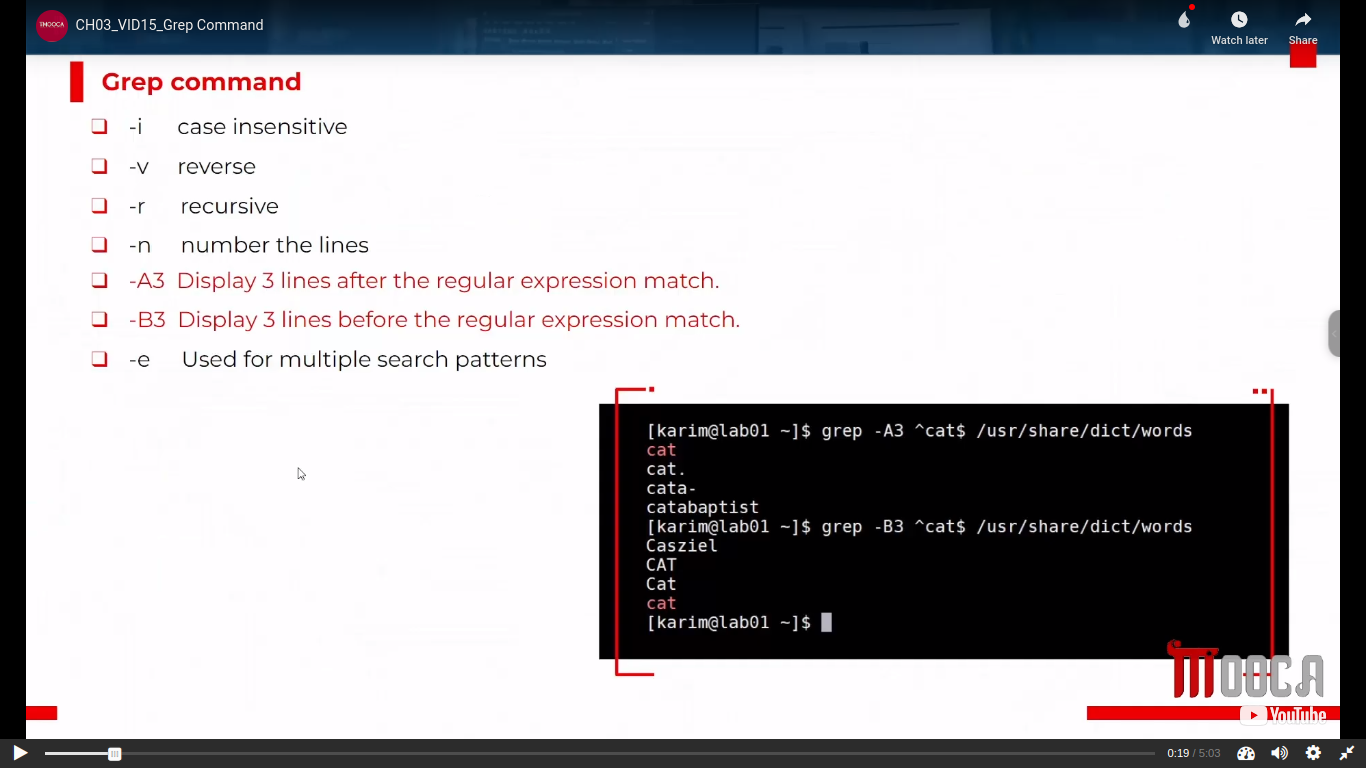 TMOOCA
CH03_VID15_Grep Command
Watch later
Share
Grep command
-i case insensitive
-v reverse
-r recursive
-n number the lines
-A3 Display 3 lines after the regular expression match.
-B3 Display 3 lines before the regular expression match.
-e Used for multiple search patterns
[karim@lab01 ~]$ grep -A3 ^cat$ /usr/share/dict/words
cat
cat.
cata-
catabaptist
[karim@lab01 ~]$ grep -B3 ^cat$ /usr/share/dict/words
Casziel
CAT
Cat
cat
[karim@lab01 ~]$
TMOOCA
YouTube
0:19 / 5:03